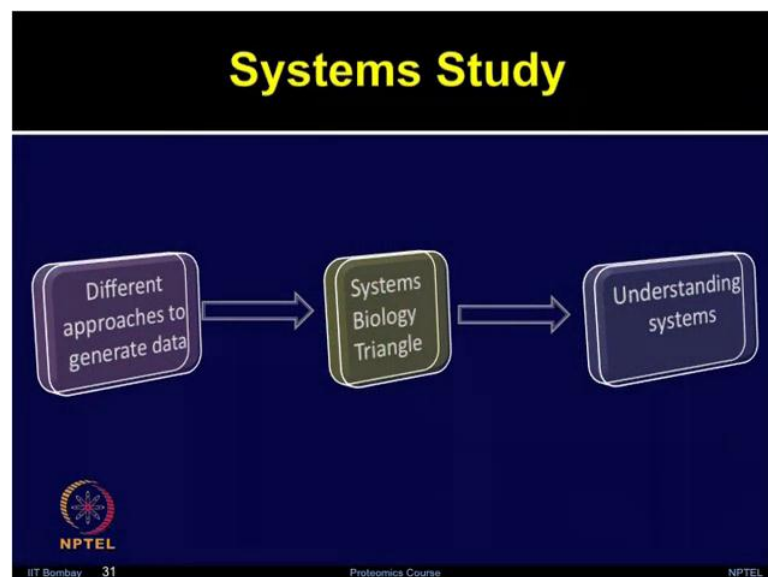 Systems Study
Different
approaches to
generate data
Systems
Biology
Triangle
Understanding
systems
NPTEL
IIT Bombay 31 Proteomics Course NPTEL